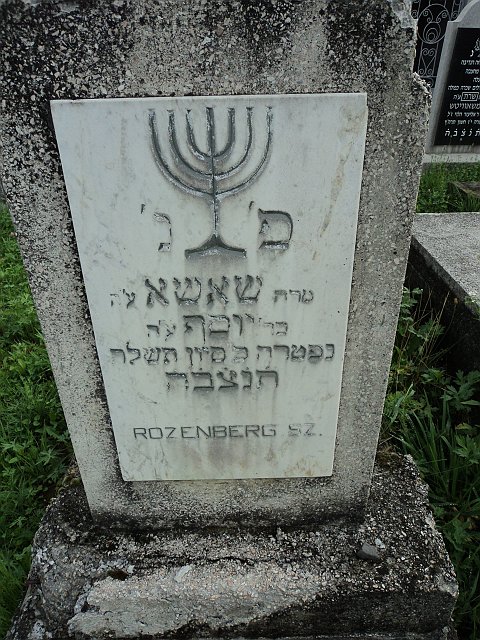 פ׳ נ׳
מרת שאשא ע״ה
בר׳ יוסף ע״ה
נפטרה כ סיון תשלה
תנצבה
ROZENBERG SZ.